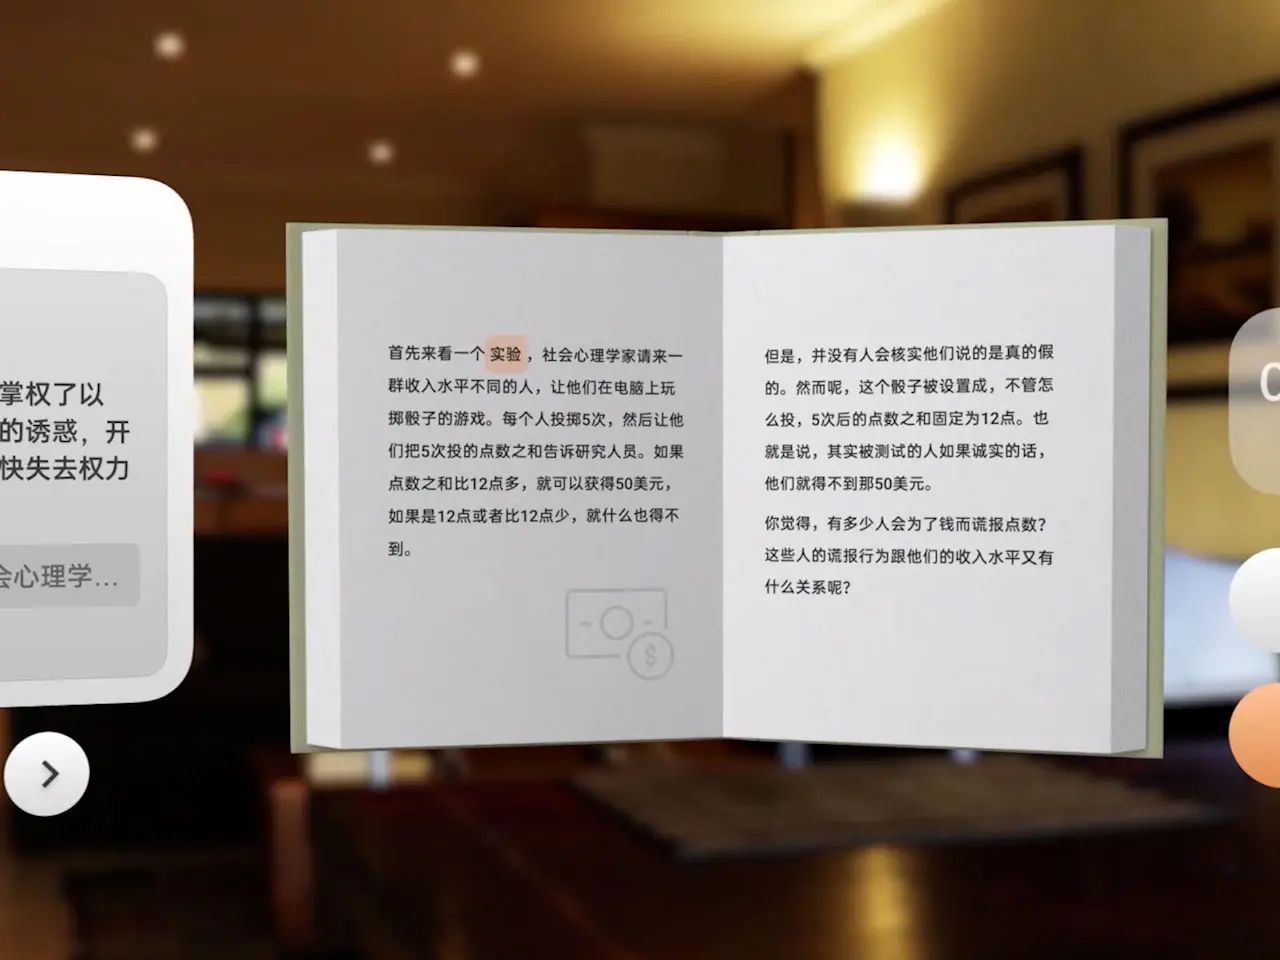 掌权了以
的诱惑，开
快失去权力
会心理学...
首先来看一个实验，社会心理学家请来一
群收入水平不同的人，让他们在电脑上玩
掷骰子的游戏。每个人投掷5次，然后让他
们把5次投的点数之和告诉研究人员。如果
点数之和比12点多，就可以获得50美元，
如果是12点或者比12点少，就什么也得不
到。
但是，并没有人会核实他们说的是真的假
的。然而呢，这个骰子被设置成，不管怎
么投，5次后的点数之和固定为12点。也
就是说，其实被测试的人如果诚实的话，
他们就得不到那50美元。
你觉得，有多少人会为了钱而谎报点数？
这些人的谎报行为跟他们的收入水平又有
什么关系呢？